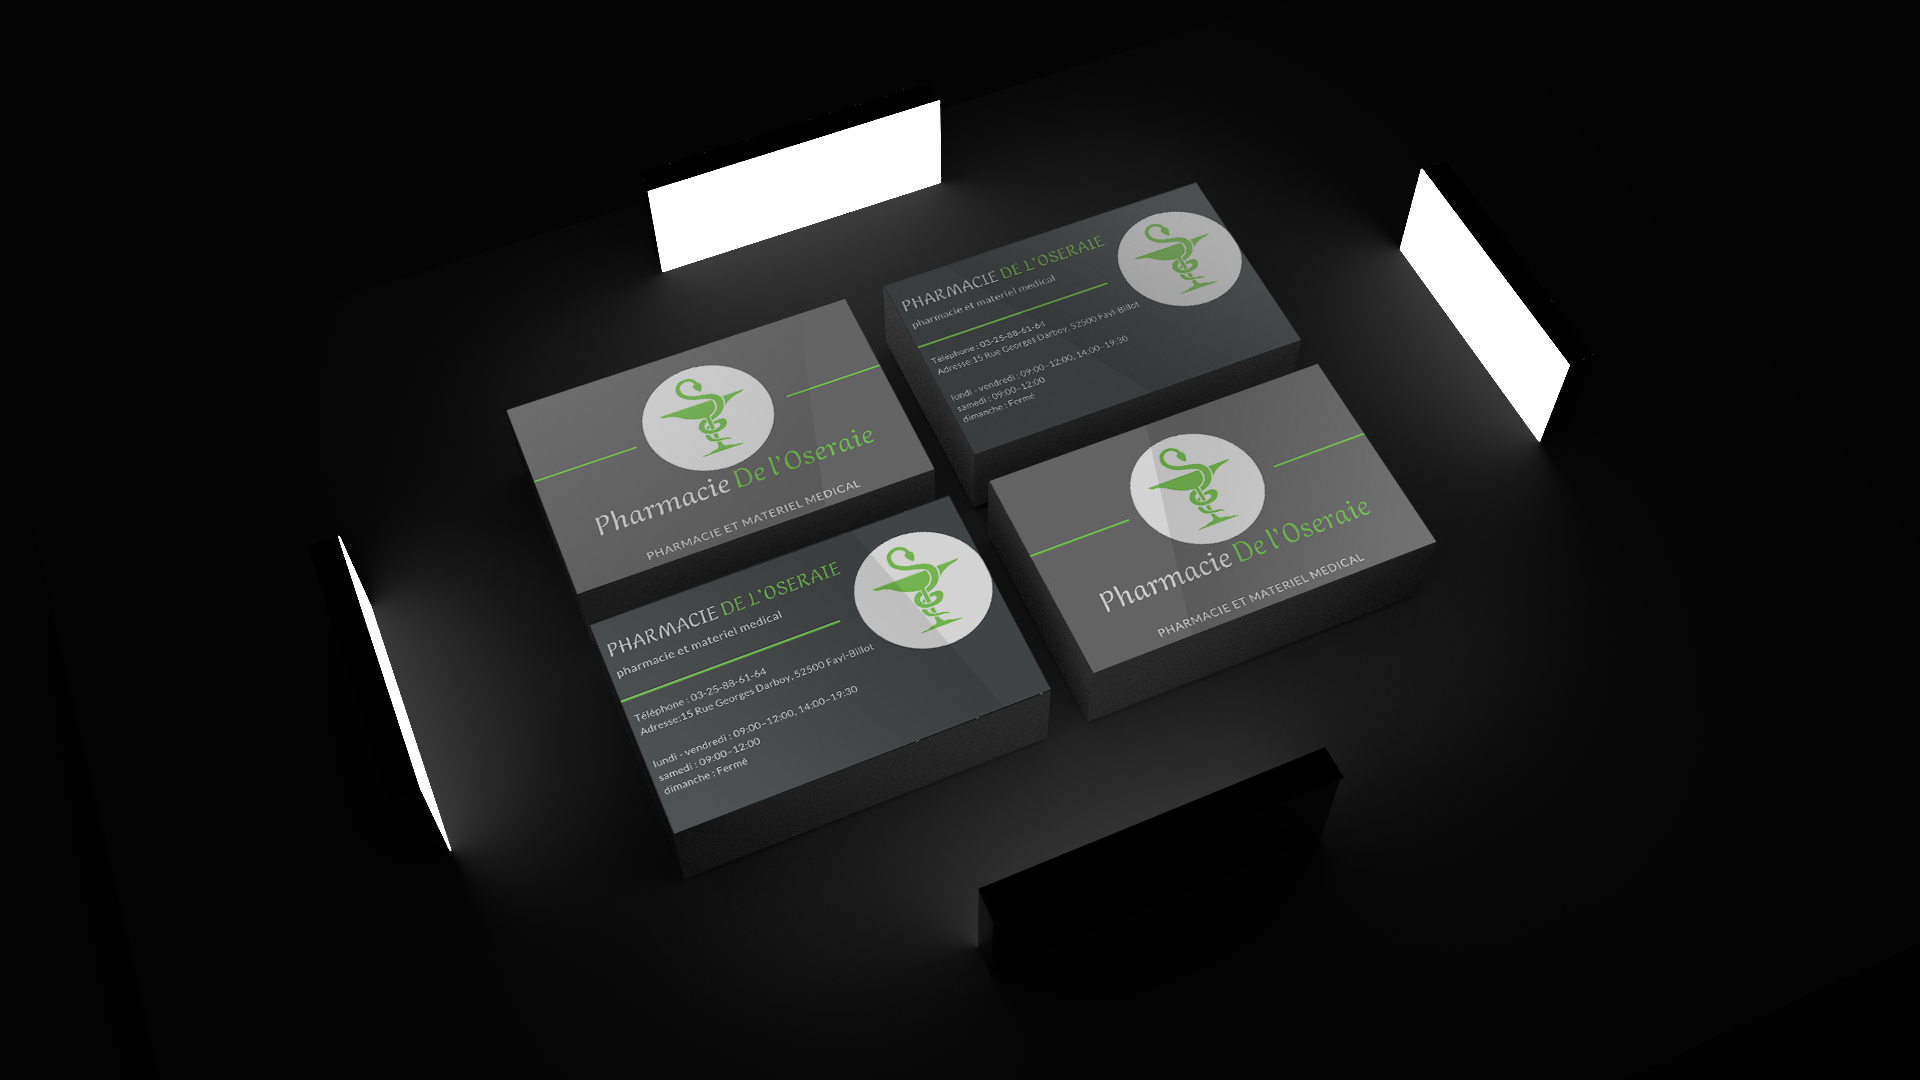 PHARMACIE DE L'OSERAIE
pharmacie et materiel medical
Téléphone : 03-25-88-61-64
Adresse:15 Rue Georges Darboy, 52500 Fayl-Billot
lundi - vendredi : 09:00–12:00, 14:00–19:30
samedi : 09:00–12:00
dimanche : Fermé
Pharmacie De l'Oseraie
PHARMACIE ET MATERIEL MEDICAL
Pharmacie De l'Oseraie
PHARMACIE ET MATERIEL MEDICAL
PHARMACIE DE L'OSERAIE
pharmacie et materiel medical
Téléphone : 03-25-88-61-64
Adresse:15 Rue Georges Darboy, 52500 Fayl-Billot
lundi - vendredi : 09:00–12:00, 14:00–19:30
samedi : 09:00–12:00
dimanche : Fermé